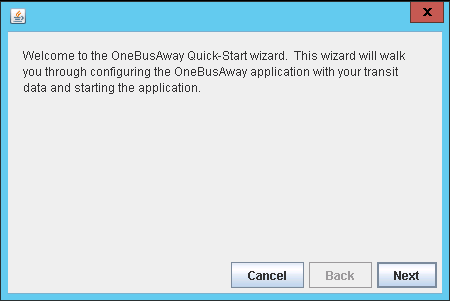 Welcome to the OneBusAway Quick-Start wizard.  This wizard will walk
you through configuring the OneBusAway application with your transit
data and starting the application.
Cancel
Back
Next